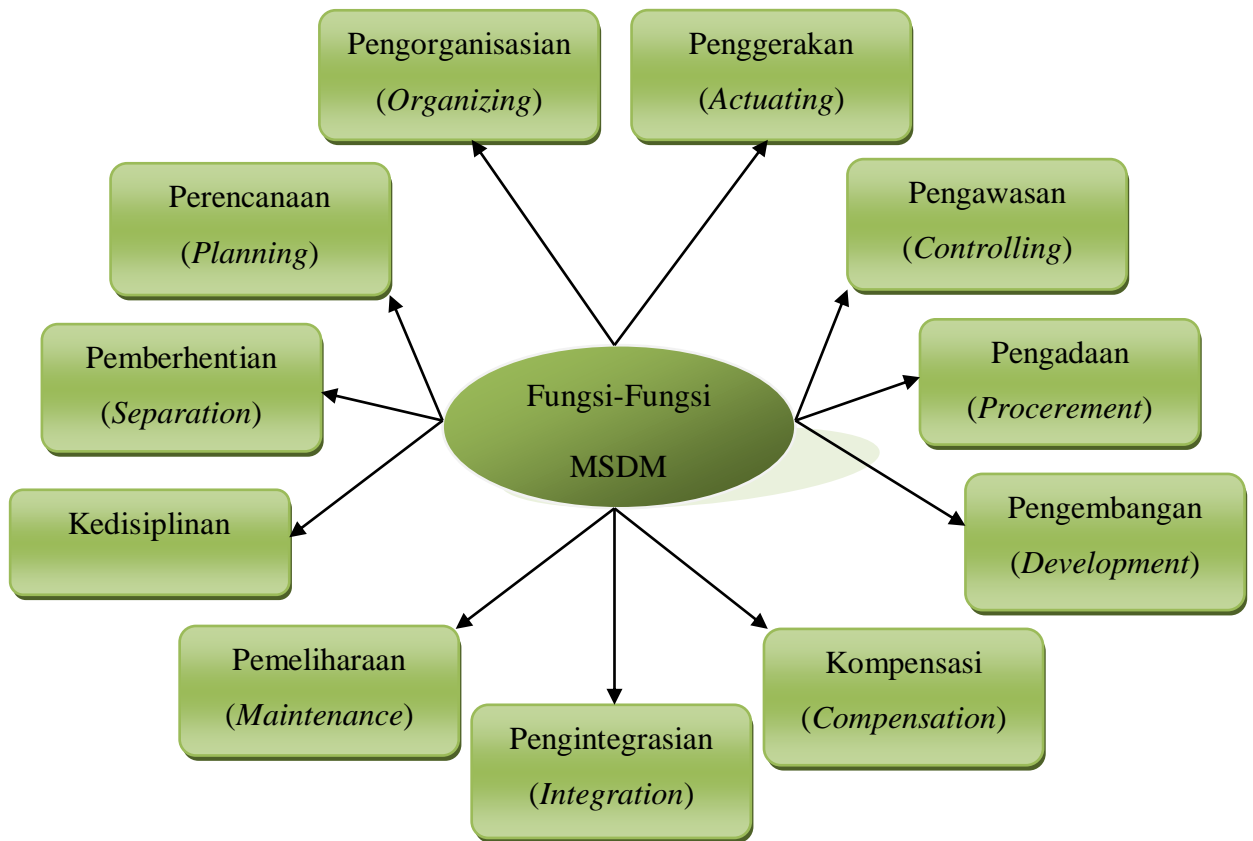 Pengorganisasian
(Organizing)
Penggerakan
(Actuating)
Perencanaan
(Planning)
Pengawasan
(Controlling)
Pemberhentian
(Separation)
Fungsi-Fungsi
MSDM
Pengadaan
(Procerement)
Kedisiplinan
Pengembangan
(Development)
Pemeliharaan
(Maintenance)
Pengintegrasian
(Integration)
Kompensasi
(Compensation)